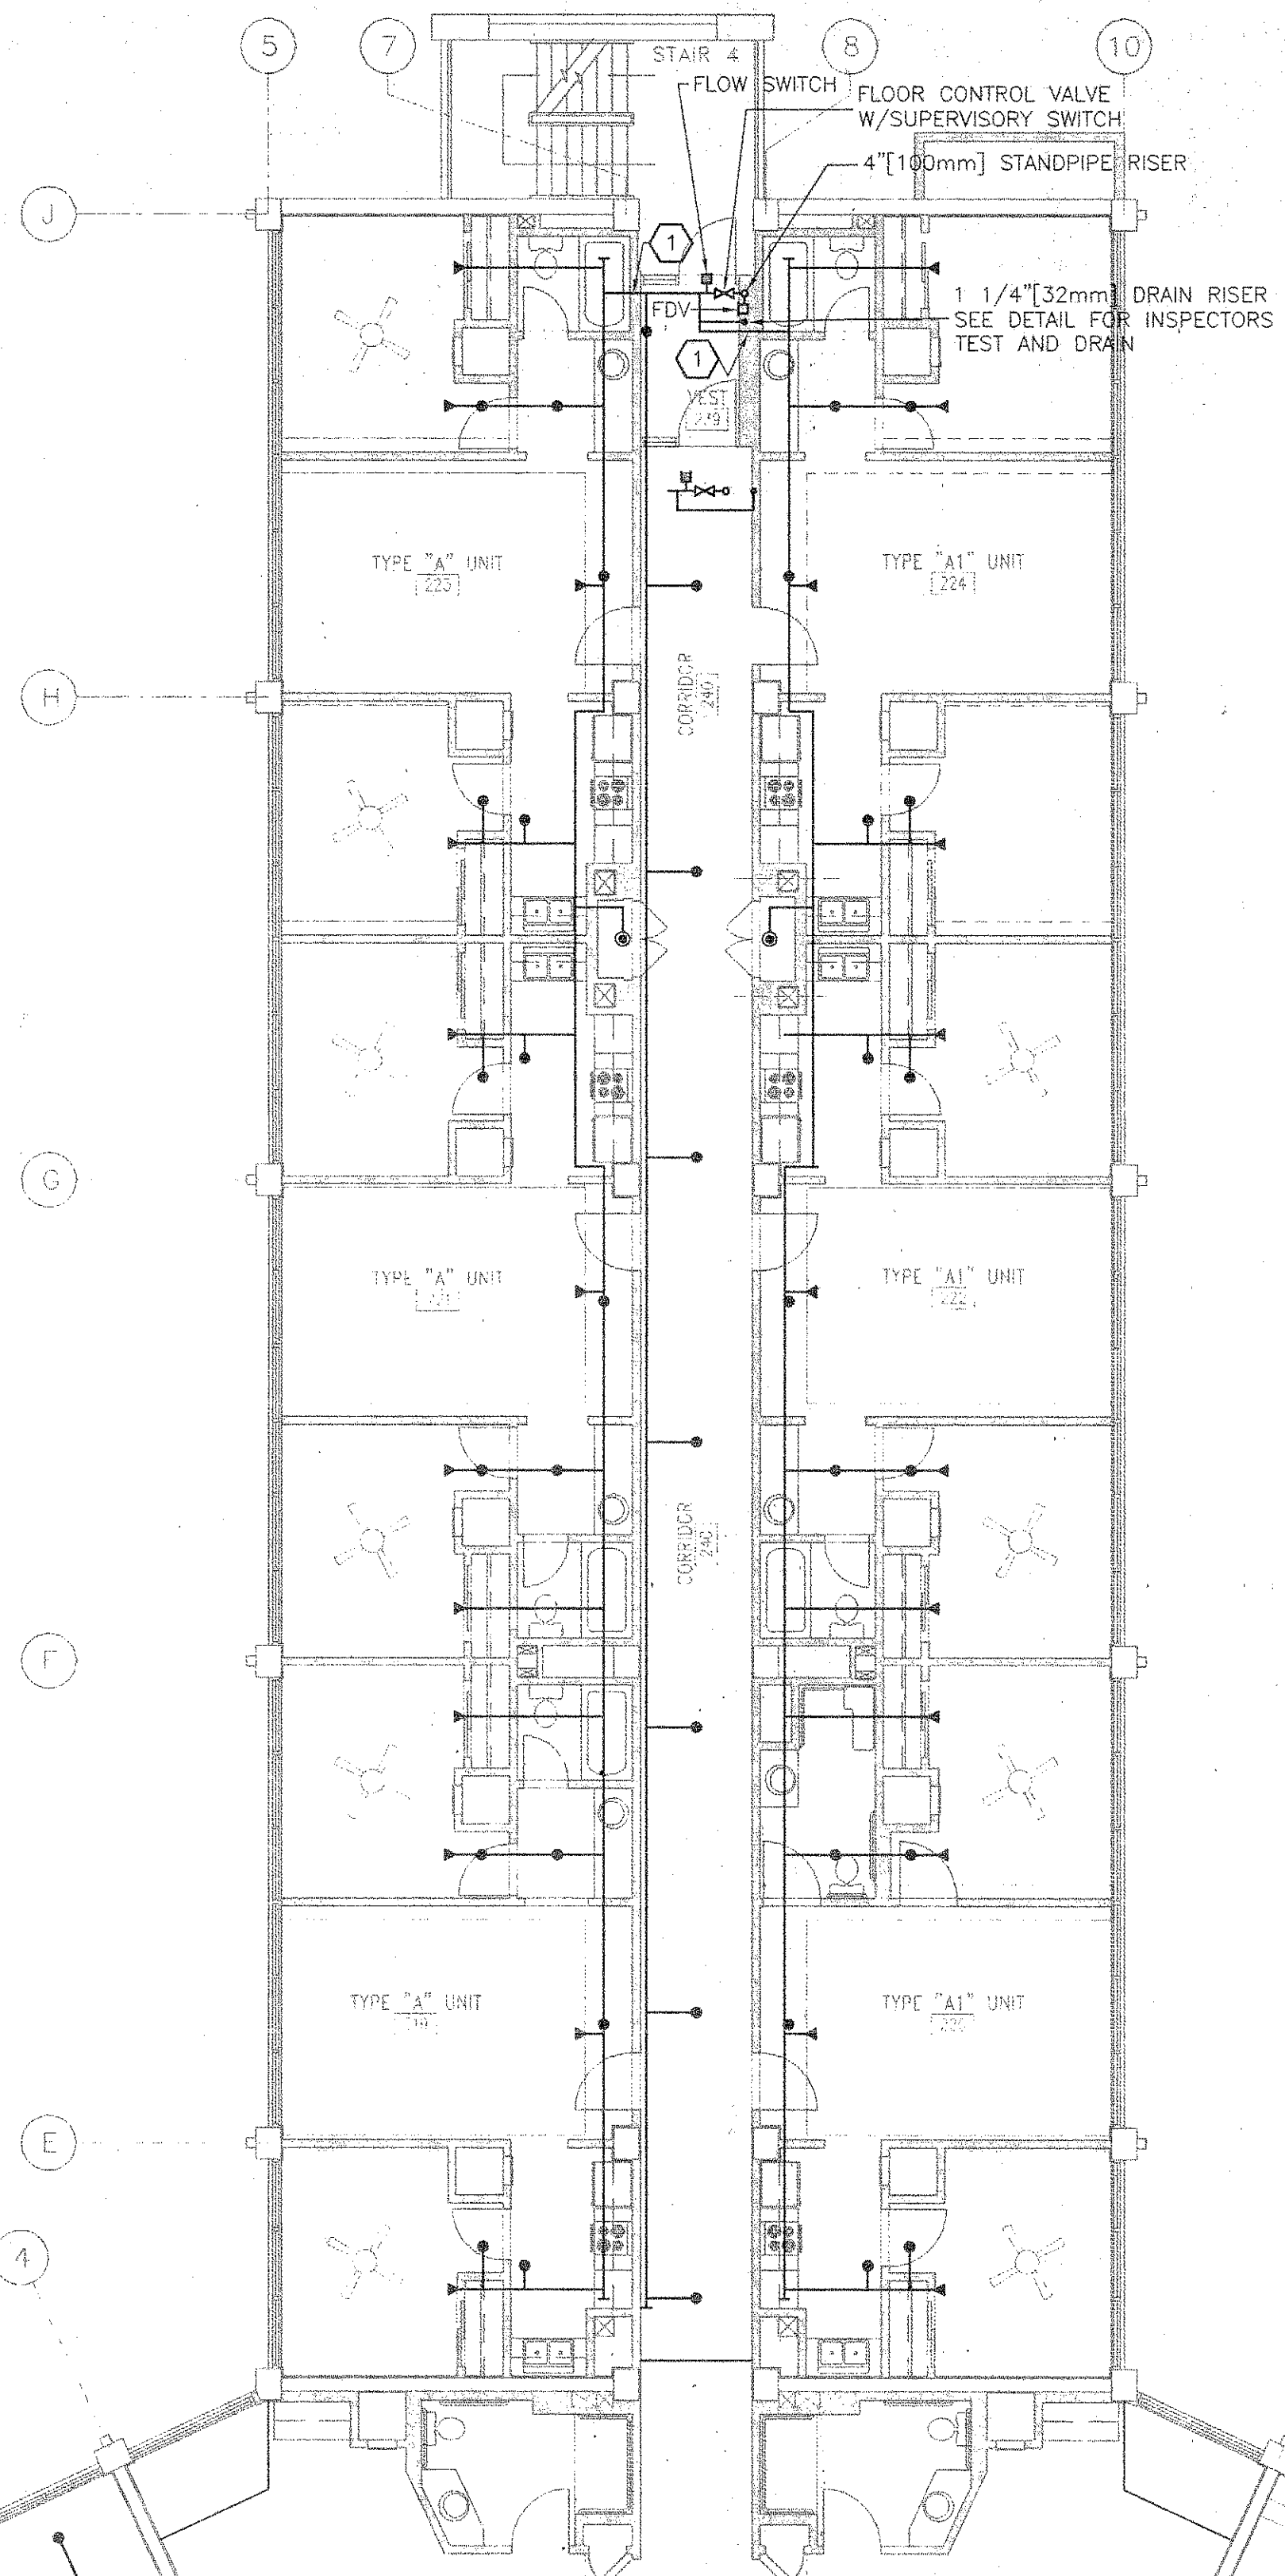 5
7
8
10
STAIR 4
FLOW SWITCH
FLOOR CONTROL VALVE
W/SUPERVISORY SWITCH
4"[100mm] STANDPIPE RISER
J
1
1 1/4"[32mm] DRAIN RISER
SEE DETAIL FOR INSPECTORS
TEST AND DRAIN
FDV
1
VEST
239
TYPE "A" UNIT
223
TYPE "A1" UNIT
224
CORRIDOR
240
H
G
TYPE "A" UNIT
TYPE "A1" UNIT
222
CORRIDOR
240
F
TYPE "A" UNIT
TYPE "A1" UNIT
E
4